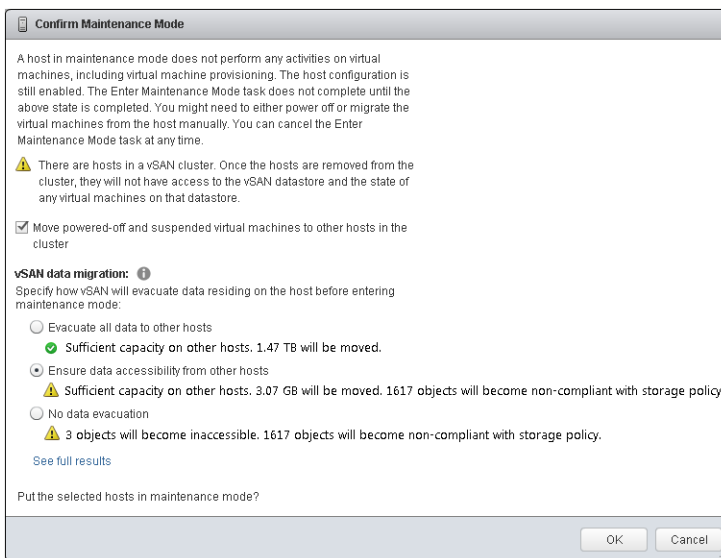 Confirm Maintenance Mode
A host in maintenance mode does not perform any activities on virtual
machines, including virtual machine provisioning. The host configuration is
still enabled. The Enter Maintenance Mode task does not complete until the
above state is completed. You might need to either power off or migrate the
virtual machines from the host manually. You can cancel the Enter
Maintenance Mode task at any time.
There are hosts in a vSAN cluster. Once the hosts are removed from the
cluster, they will not have access to the vSAN datastore and the state of
any virtual machines on that datastore.
Move powered-off and suspended virtual machines to other hosts in the
cluster
vSAN data migration:
Specify how vSAN will evacuate data residing on the host before entering
maintenance mode:
Evacuate all data to other hosts
Sufficient capacity on other hosts. 1.47 TB will be moved.
Ensure data accessibility from other hosts
Sufficient capacity on other hosts. 3.07 GB will be moved. 1617 objects will become non-compliant with storage policy
No data evacuation
3 objects will become inaccessible. 1617 objects will become non-compliant with storage policy.
See full results
Put the selected hosts in maintenance mode?
OK Cancel